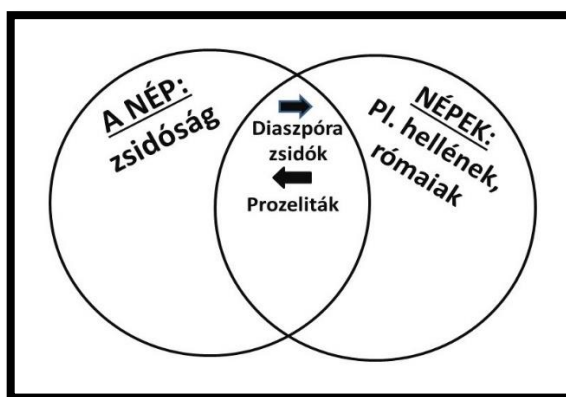 A NÉP:
zsidóság
Diaszpóra
zsidók
Prozeliták
NÉPEK:
Pl. hellének,
rómaiak